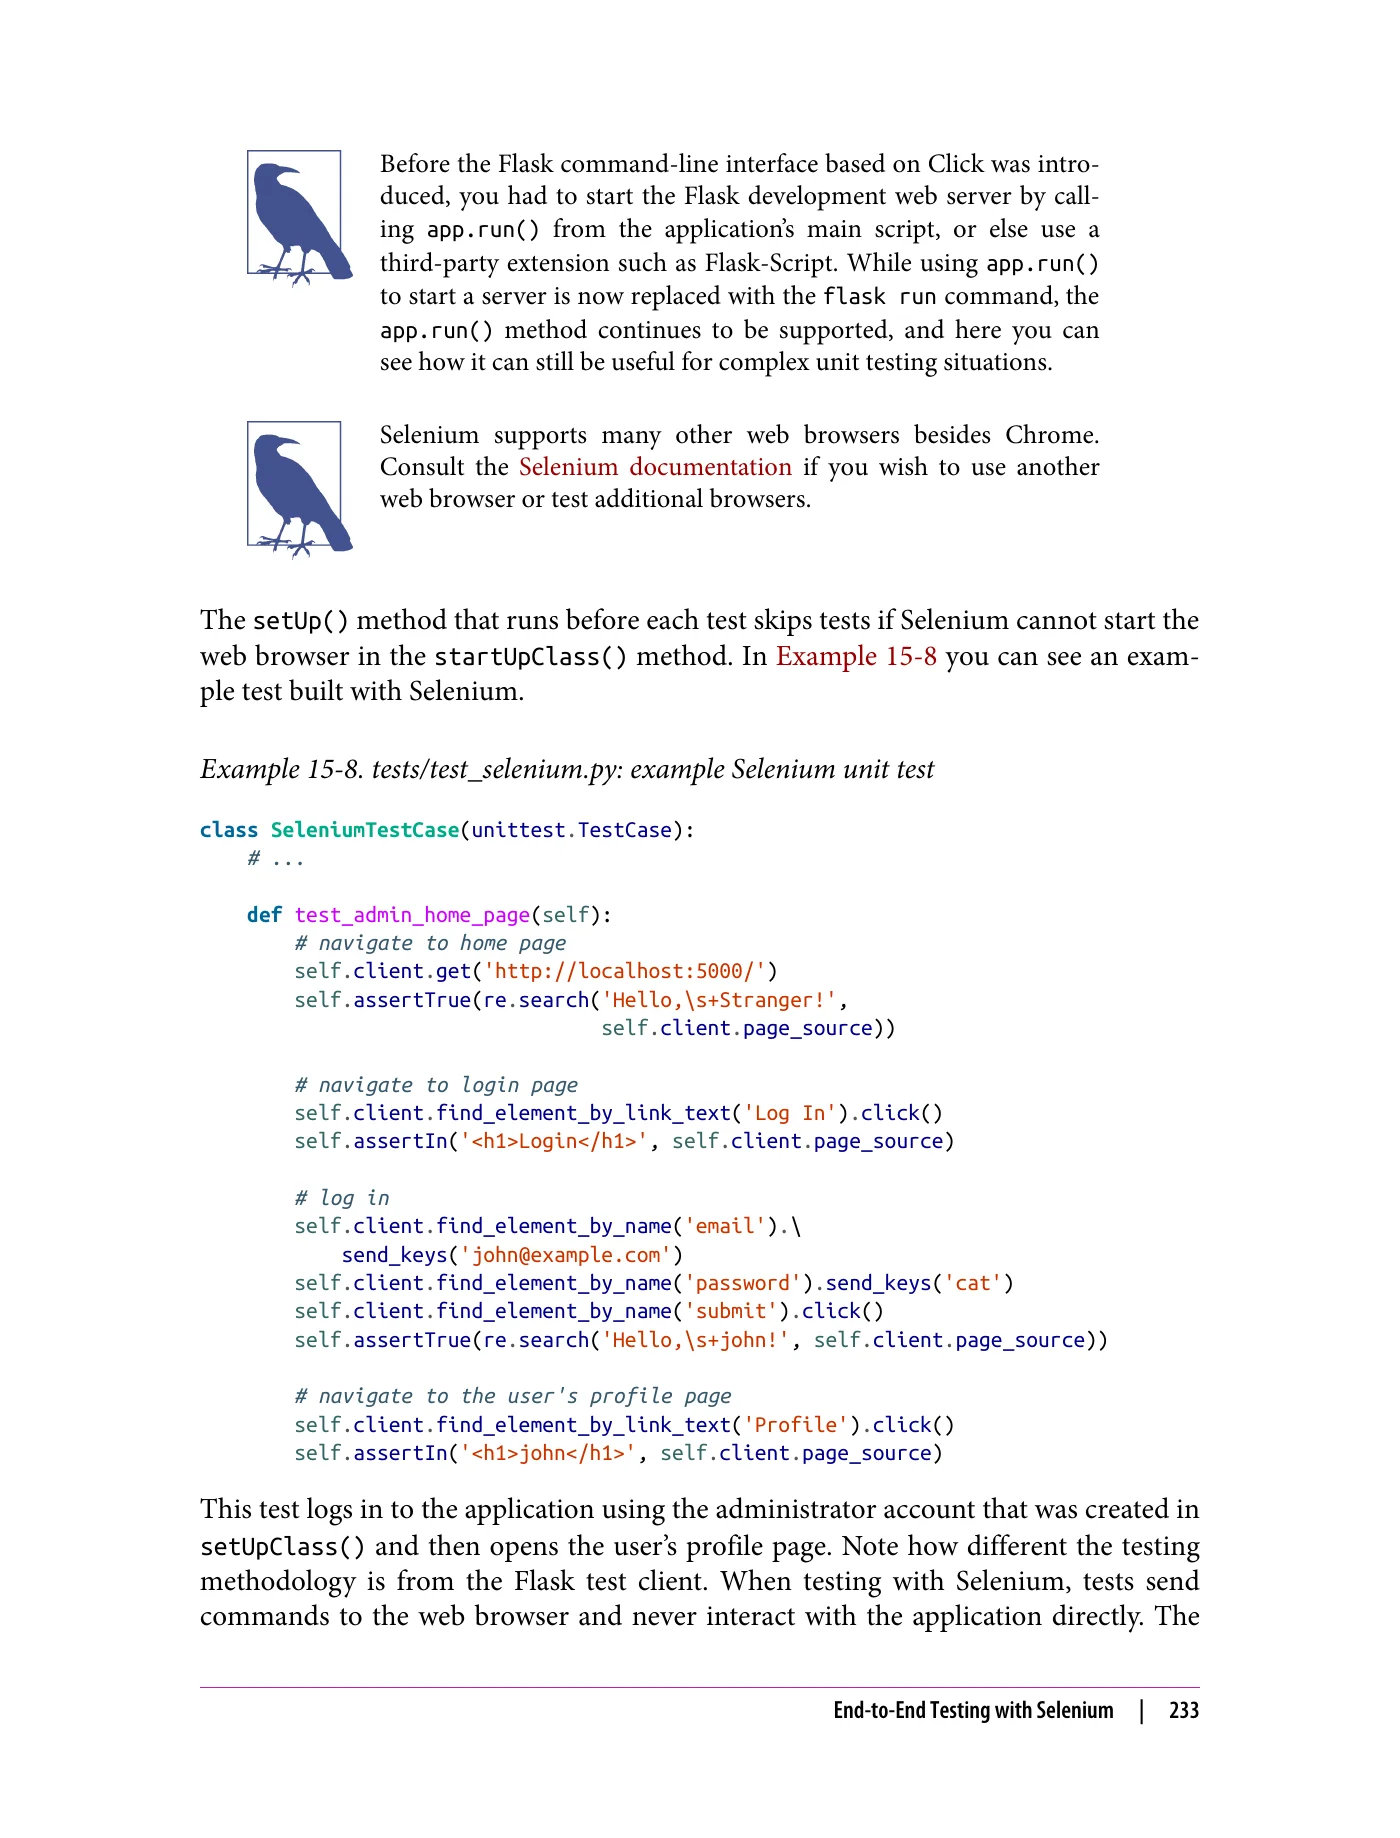 Before the Flask command-line interface based on Click was intro-
duced, you had to start the Flask development web server by call-
ing app.run() from the application’s main script, or else use a
third-party extension such as Flask-Script. While using app.run()
to start a server is now replaced with the flask run command, the
app.run() method continues to be supported, and here you can
see how it can still be useful for complex unit testing situations.
Selenium supports many other web browsers besides Chrome.
Consult the Selenium documentation if you wish to use another
web browser or test additional browsers.
The setUp() method that runs before each test skips tests if Selenium cannot start the
web browser in the startUpClass() method. In Example 15-8 you can see an exam-
ple test built with Selenium.
Example 15-8. tests/test_selenium.py: example Selenium unit test
class SeleniumTestCase(unittest.TestCase):
    # ...
    def test_admin_home_page(self):
        # navigate to home page
        self.client.get('http://localhost:5000/')
        self.assertTrue(re.search('Hello,\s+Stranger!',
                                  self.client.page_source))
        # navigate to login page
        self.client.find_element_by_link_text('Log In').click()
        self.assertIn('<h1>Login</h1>', self.client.page_source)
        # log in
        self.client.find_element_by_name('email').\
            send_keys('john@example.com')
        self.client.find_element_by_name('password').send_keys('cat')
        self.client.find_element_by_name('submit').click()
        self.assertTrue(re.search('Hello,\s+john!', self.client.page_source))
        # navigate to the user's profile page
        self.client.find_element_by_link_text('Profile').click()
        self.assertIn('<h1>john</h1>', self.client.page_source)
This test logs in to the application using the administrator account that was created in
setUpClass() and then opens the user’s profile page. Note how different the testing
methodology is from the Flask test client. When testing with Selenium, tests send
commands to the web browser and never interact with the application directly. The
End-to-End Testing with Selenium | 233